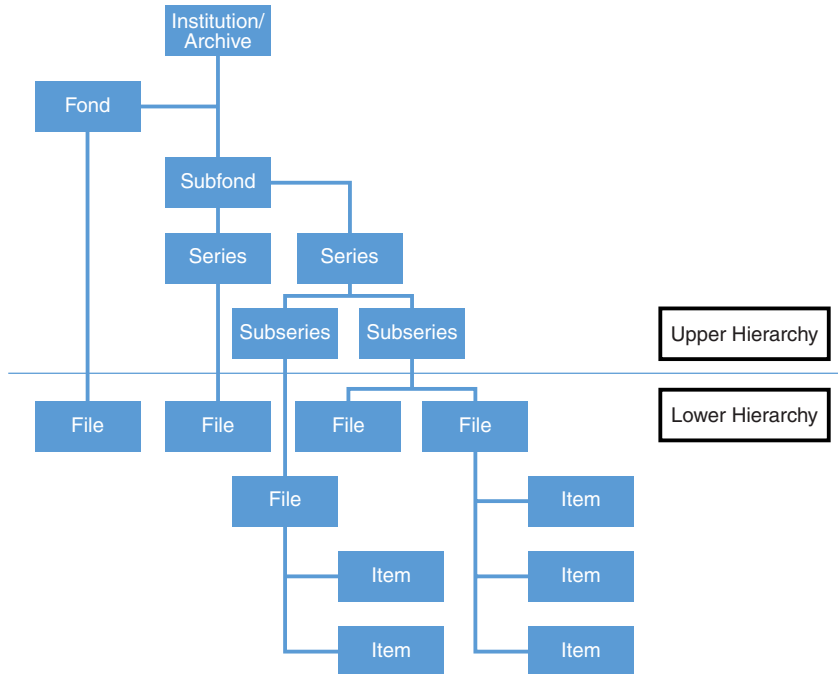 Institution/
Archive
Fond
Subfond
Series
Series
Subseries
Subseries
Upper Hierarchy
File
File
File
File
Lower Hierarchy
File
Item
Item
Item
Item
Item